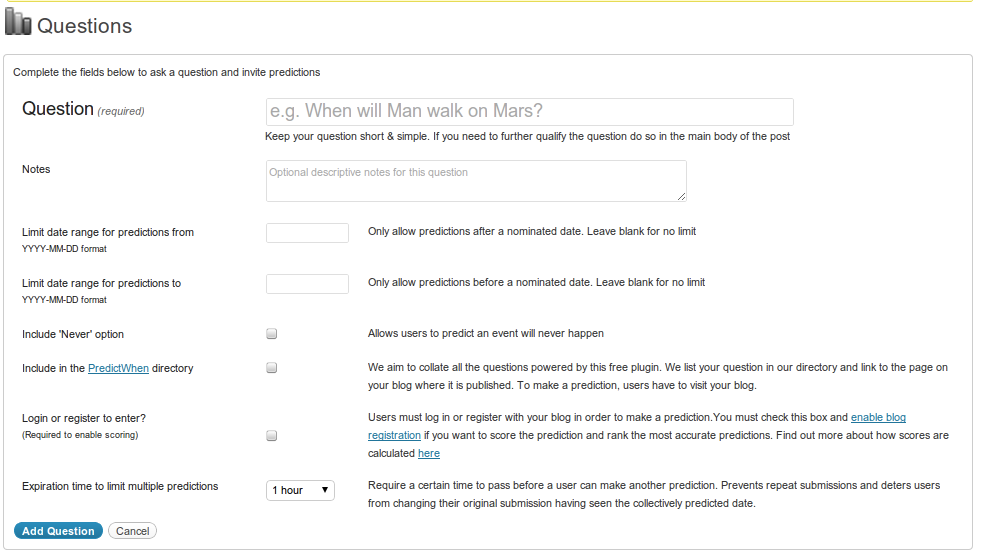 Questions
Complete the fields below to ask a question and invite predictions
Question (required)
e.g. When will Man walk on Mars?
Keep your question short & simple. If you need to further qualify the question do so in the main body of the post
Notes
Optional descriptive notes for this question
Limit date range for predictions from
YYYY-MM-DD format
Only allow predictions after a nominated date. Leave blank for no limit
Limit date range for predictions to
YYYY-MM-DD format
Only allow predictions before a nominated date. Leave blank for no limit
Include 'Never' option
Allows users to predict an event will never happen
Include in the PredictWhen directory
We aim to collate all the questions powered by this free plugin. We list your question in our directory and link to the page on
your blog where it is published. To make a prediction, users have to visit your blog.
Login or register to enter?
(Required to enable scoring)
Users must log in or register with your blog in order to make a prediction.You must check this box and enable blog
registration if you want to score the prediction and rank the most accurate predictions. Find out more about how scores are
calculated here
Expiration time to limit multiple predictions
1 hour
Require a certain time to pass before a user can make another prediction. Prevents repeat submissions and deters users
from changing their original submission having seen the collectively predicted date.
Add Question
Cancel